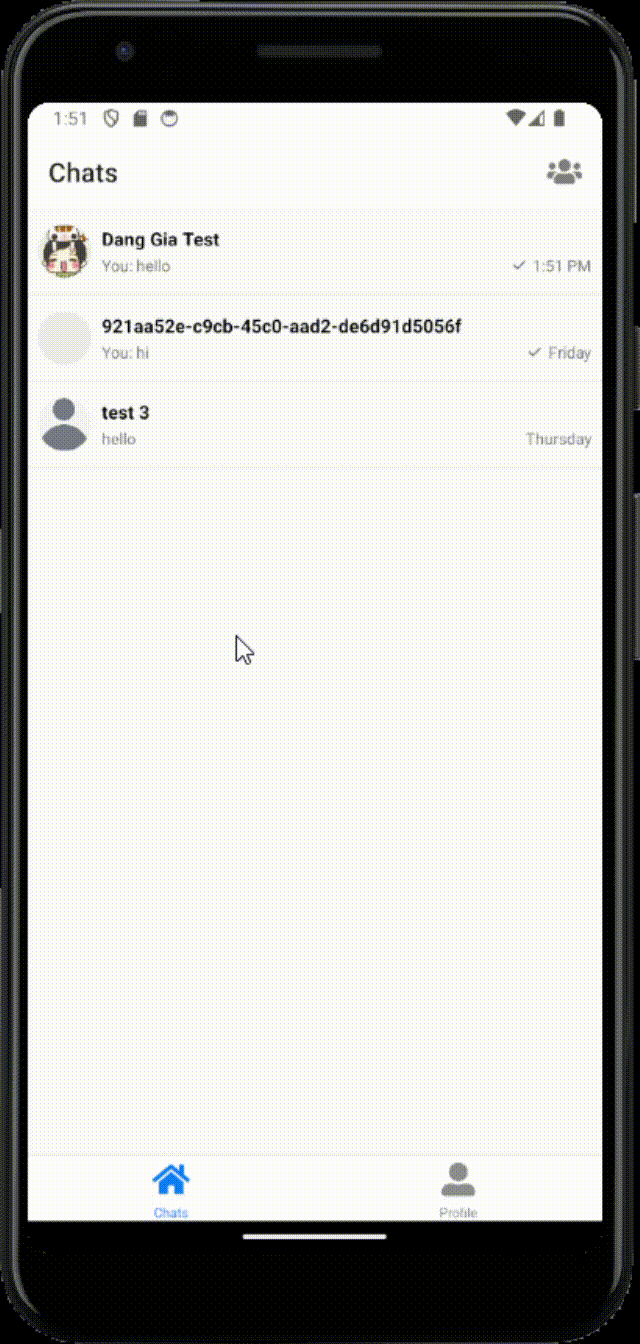 1:51
Chats
Dang Gia Test
You: hello
1:51 PM
921aa52e-c9cb-45c0-aad2-de6d91d5056f
You: hi
Friday
test 3
hello
Thursday
Chats
Profile